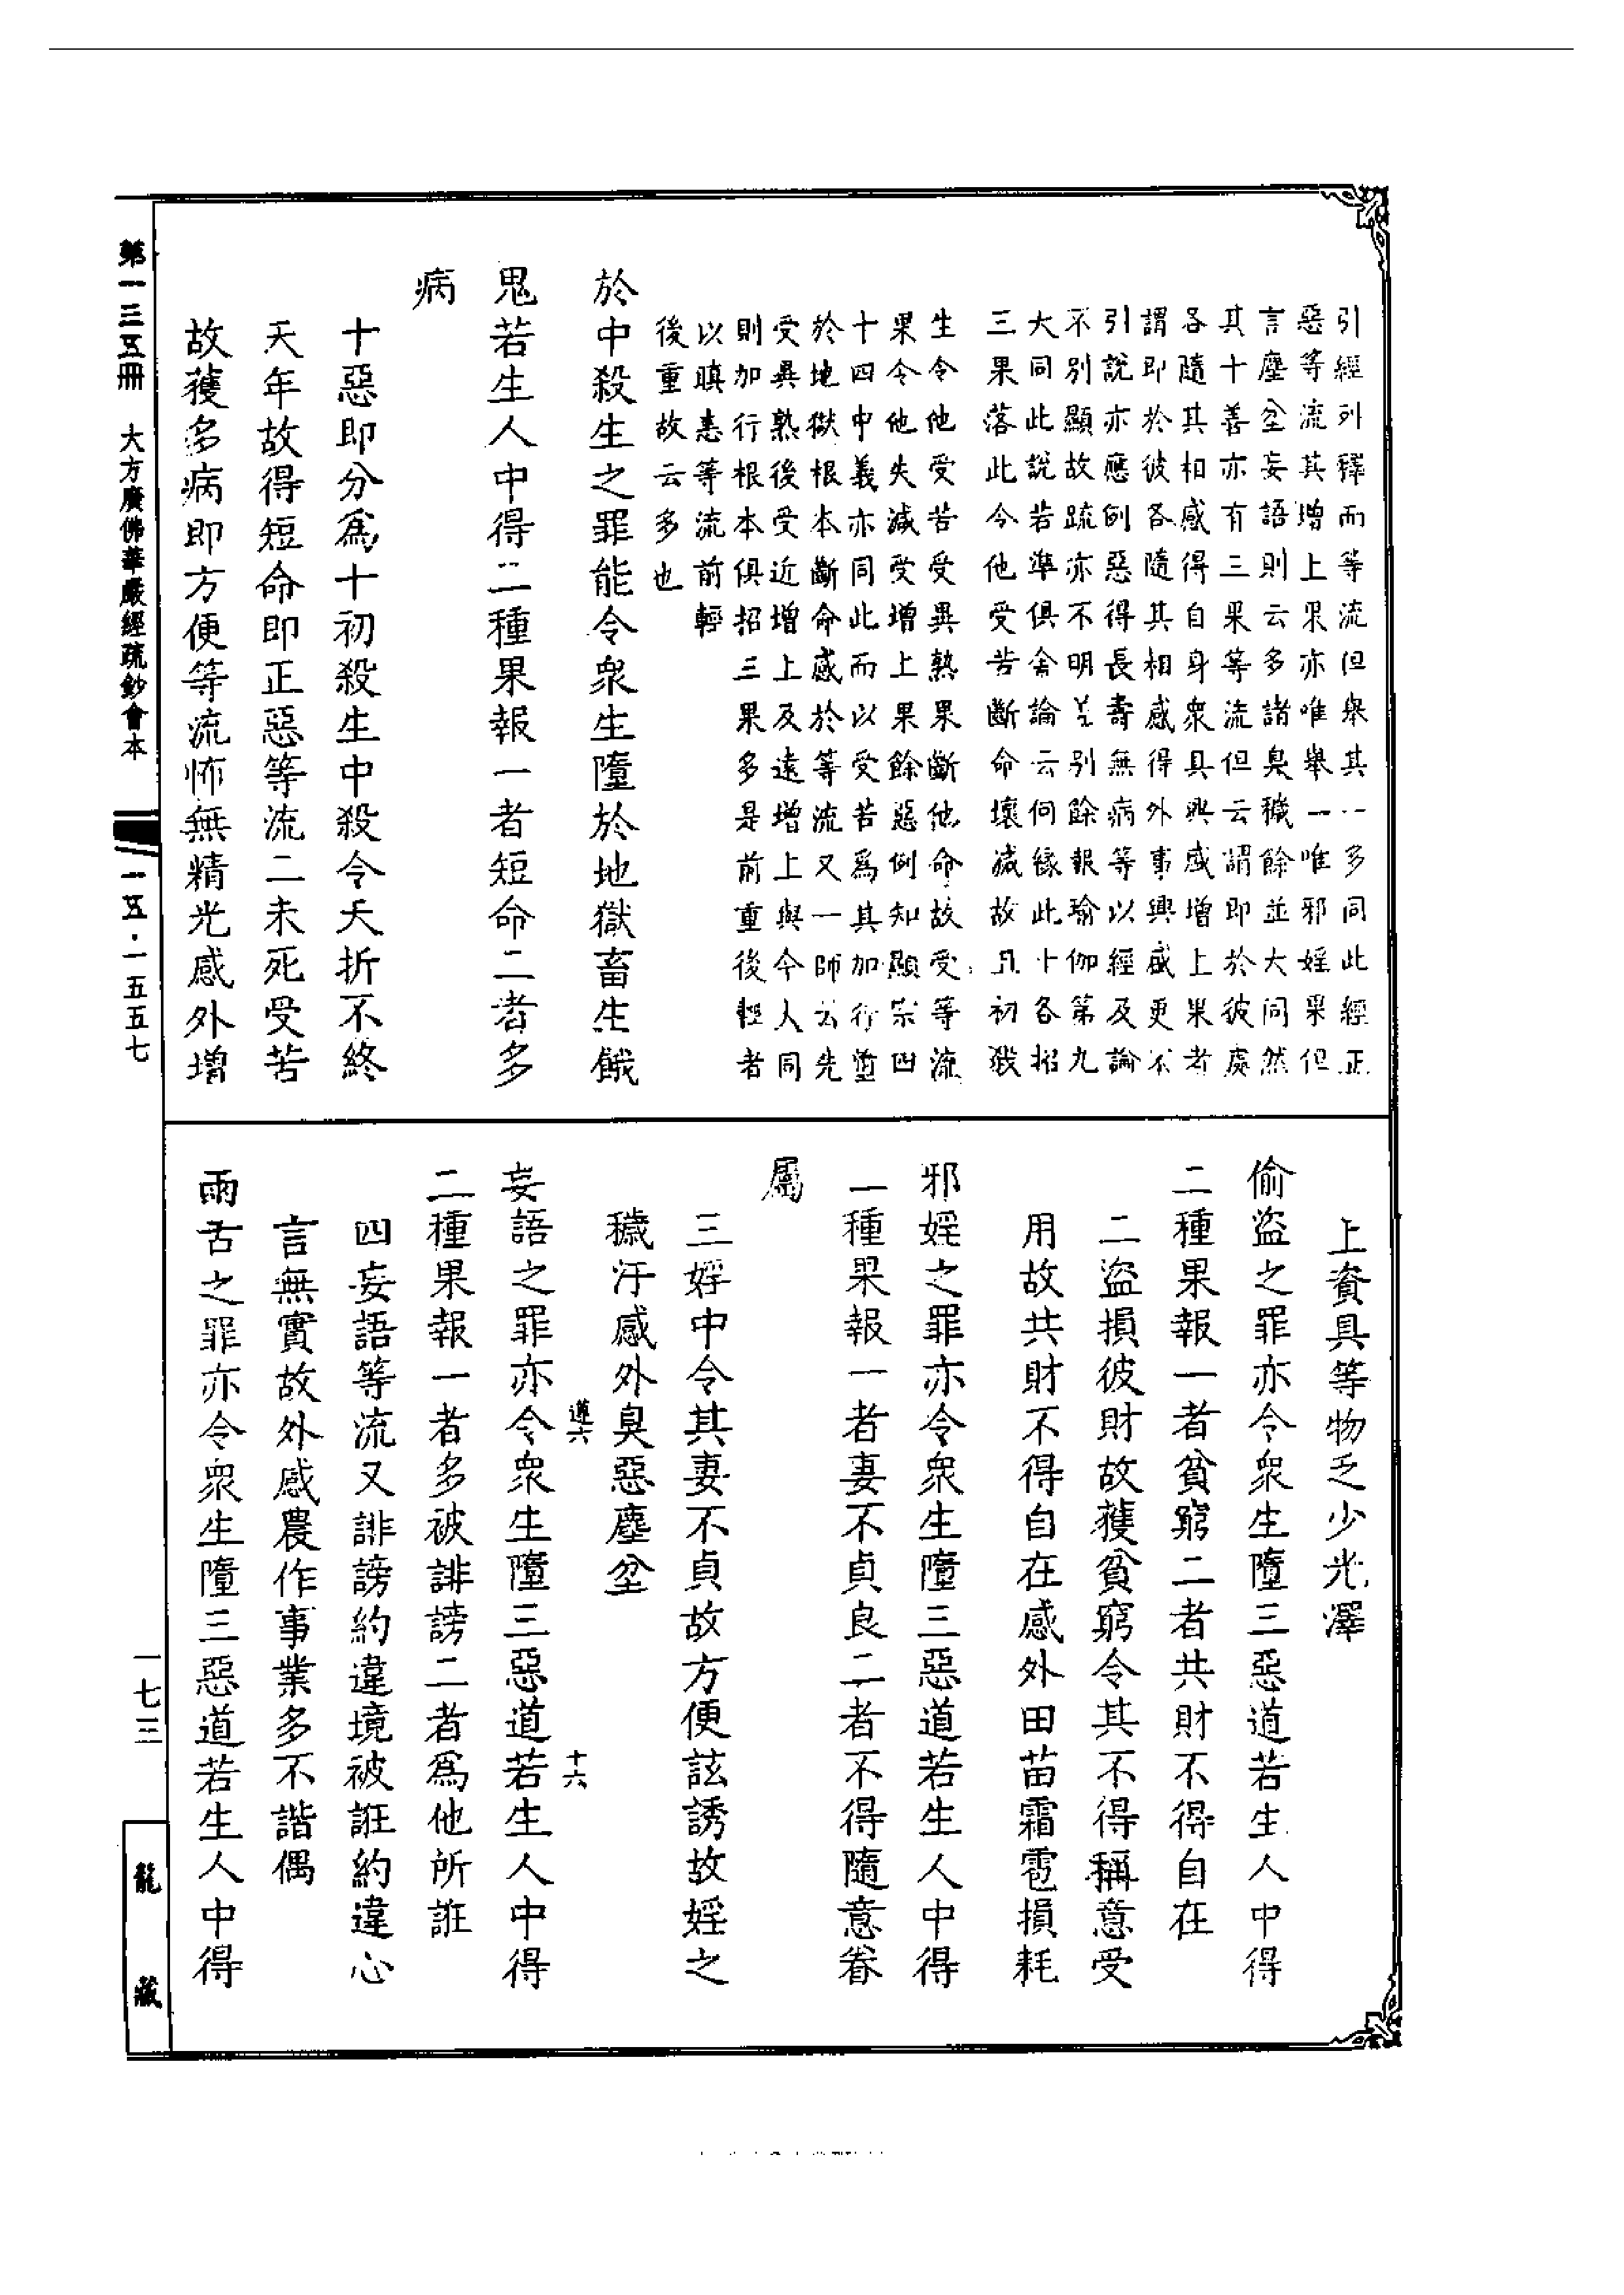 引經列釋而等流但舉其一多同此經正
惡等流其增上果亦唯舉一唯邪婬果但
言塵坌妄語則云多諸臭穢餘並大同然
其十善亦有三果等流但云謂即於彼處
各隨其相感得自身眾具興感增上果者
謂即於彼各隨其相感得外事興感更不
引說亦應例惡得長壽無病等以經及論
不別顯故疏亦不明差別餘報瑜伽第九
大同此說若準俱舍論云何緣此十各招
三果落此今他受苦斷命壞滅故且初殺
生令他受苦受異熟果斷他命故受等流
果令他失減受增上果餘惡例知顯宗四
十四中義亦同此而以受苦為其加行墮
於地獄根本斷命感於等流又一師云先
受異熟後受近增上及遠增上與今人同
則加行根本俱招三果多是前重後輕者
以瞋恚等流前輕
後重故云多也
於中殺生之罪能令眾生墮於地獄畜生餓
鬼若生人中得二種果報一者短命二者多
病
十惡即分為十初殺生中殺令夭折不終
天年故得短命即正惡等流二未死受苦
故獲多病即方便等流怖無精光感外增
上資具等物乏少光澤
偷盜之罪亦令眾生墮三惡道若生人中得
二種果報一者貧窮二者共財不得自在
二盜損彼財故獲貧窮令其不得稱意受
用故共財不得自在感外田苗霜雹損耗
邪婬之罪亦令眾生墮三惡道若生人中得
一種果報一者妻不貞良二者不得隨意眷
屬
三婬中令其妻不貞故方便誸誘故婬之
穢汙感外臭惡塵坌
遵六 十六
妄語之罪亦令眾生墮三惡道若生人中得
二種果報一者多被誹謗二者為他所誑
四妄語等流又誹謗約違境被誑約違心
言無實故外感農作事業多不諧偶
兩舌之罪亦令眾生墮三惡道若生人中得
第一三五冊 大方廣佛華嚴經疏鈔會本
一五·一五五七
一七三
龍藏